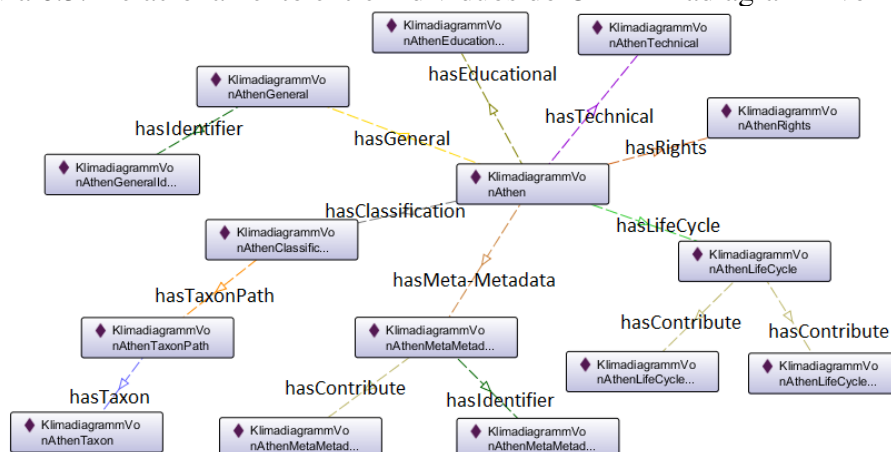 KlimadiagrammVo
nAthenEducation...
KlimadiagrammVo
nAthenTechnical
hasEducational
KlimadiagrammVo
nAthenGeneral
hasTechnical
KlimadiagrammVo
nAthenRights
hasIdentifier
hasGeneral
hasRights
KlimadiagrammVo
nAthenGeneralId...
KlimadiagrammVo
nAthen
hasClassification
KlimadiagrammVo
nAthenClassific...
hasLifeCycle
KlimadiagrammVo
nAthenLifeCycle
hasMeta-Metadata
hasTaxonPath
KlimadiagrammVo
nAthenTaxonPath
KlimadiagrammVo
nAthenMetaMetad...
hasContribute
hasContribute
KlimadiagrammVo
nAthenLifeCycle...
KlimadiagrammVo
nAthenLifeCycle...
hasTaxon
hasContribute
hasIdentifier
KlimadiagrammVo
nAthenTaxon
KlimadiagrammVo
nAthenMetaMetad...
KlimadiagrammVo
nAthenMetaMetad...